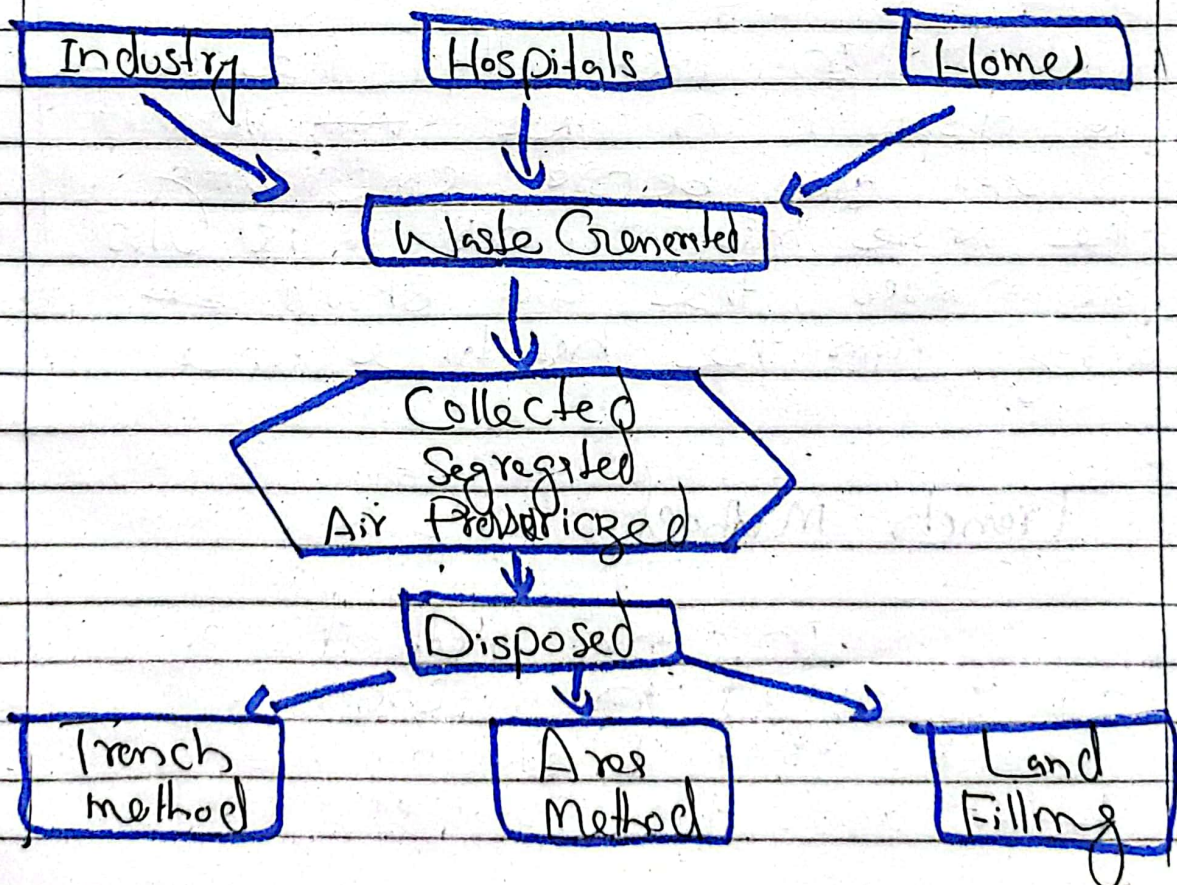 Industry
Hospitals
Home
Waste Generated
Collected
Segregated
Air
Disposed
Trench
method
Area
Method
Land
Filling